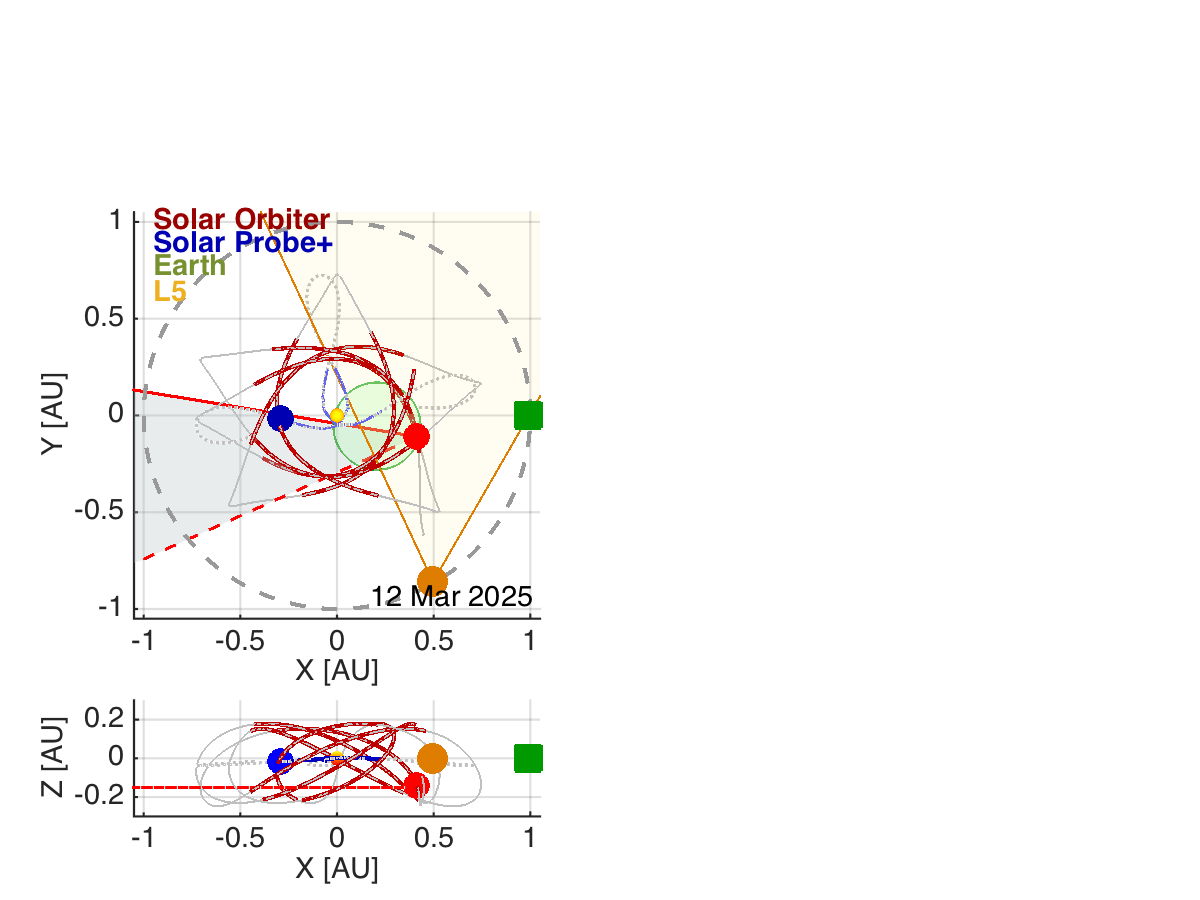 Solar Orbiter
Solar Probe+
Earth
L5
1
0.5
0
-0.5
-1
Y [AU]
12 Mar 2025
-1 -0.5 0 0.5 1
X [AU]
0.2
0
-0.2
Z [AU]
-1 -0.5 0 0.5 1
X [AU]